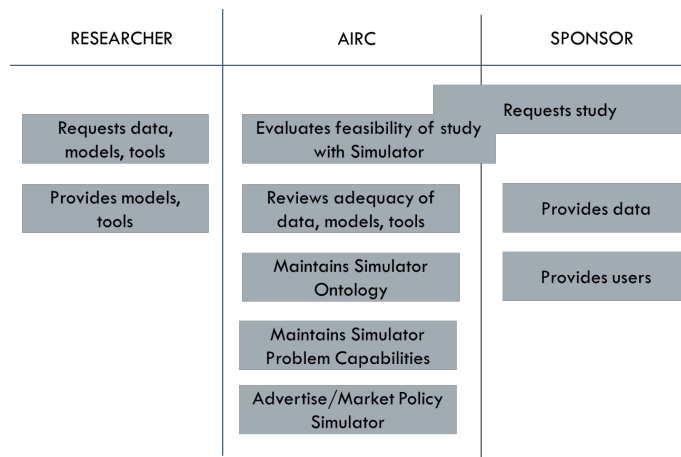 RESEARCHER
AIRC
SPONSOR
Requests data,
models, tools
Provides models,
tools
Evaluates feasibility of study
with Simulator
Reviews adequacy of
data, models, tools
Maintains Simulator
Ontology
Maintains Simulator
Problem Capabilities
Advertise/Market Policy
Simulator
Requests study
Provides data
Provides users